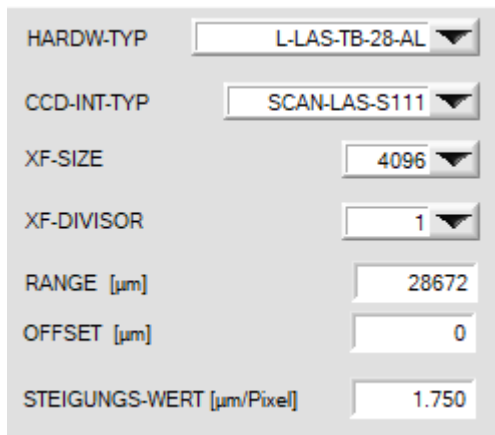 HARDW-TYP L-LAS-TB-28-AL
CCD-INT-TYP SCAN-LAS-S111
XF-SIZE 4096
XF-DIVISOR 1
RANGE [µm] 28672
OFFSET [µm] 0
STEIGUNGS-WERT [µm/Pixel] 1.750